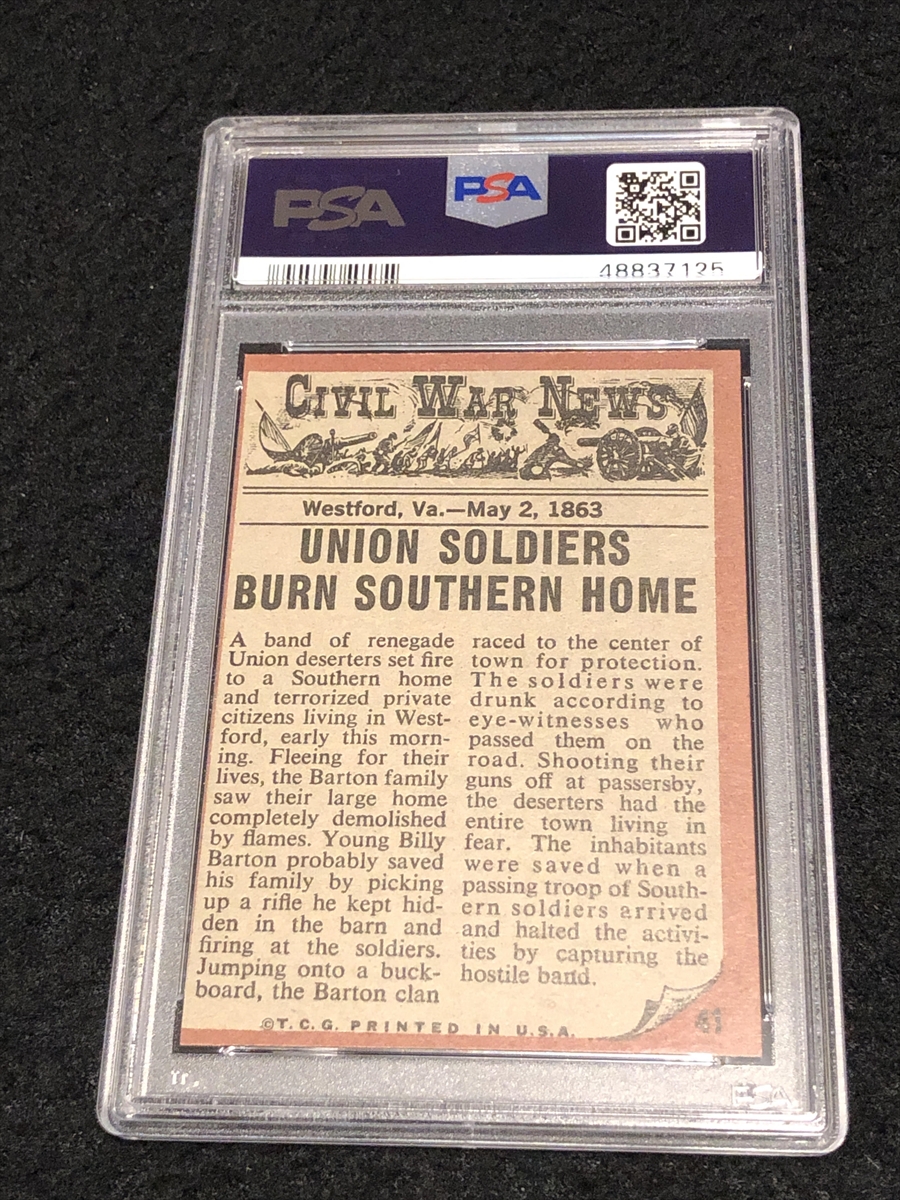 PSA PSA
48837125
CIVIL WAR NEWS
Westford, Va.—May 2, 1863
UNION SOLDIERS
BURN SOUTHERN HOME
A band of renegade
Union deserters set fire
to a Southern home
and terrorized private
citizens living in West-
ford, early this morn-
ing. Fleeing for their
lives, the Barton family
saw their large home
completely demolished
by flames. Young Billy
Barton probably saved
his family by picking
up a rifle he kept hid-
den in the barn and
firing at the soldiers.
Jumping onto a buck-
board, the Barton clan
raced to the center of
town for protection.
The soldiers were
drunk according to
eye-witnesses who
passed them on the
road. Shooting their
guns off at passersby,
the deserters had the
entire town living in
fear. The inhabitants
were saved when a
passing troop of South-
ern soldiers arrived
and halted the activi-
ties by capturing the
hostile band.
©T.C.G. PRINTED IN U.S.A.
41
PSA